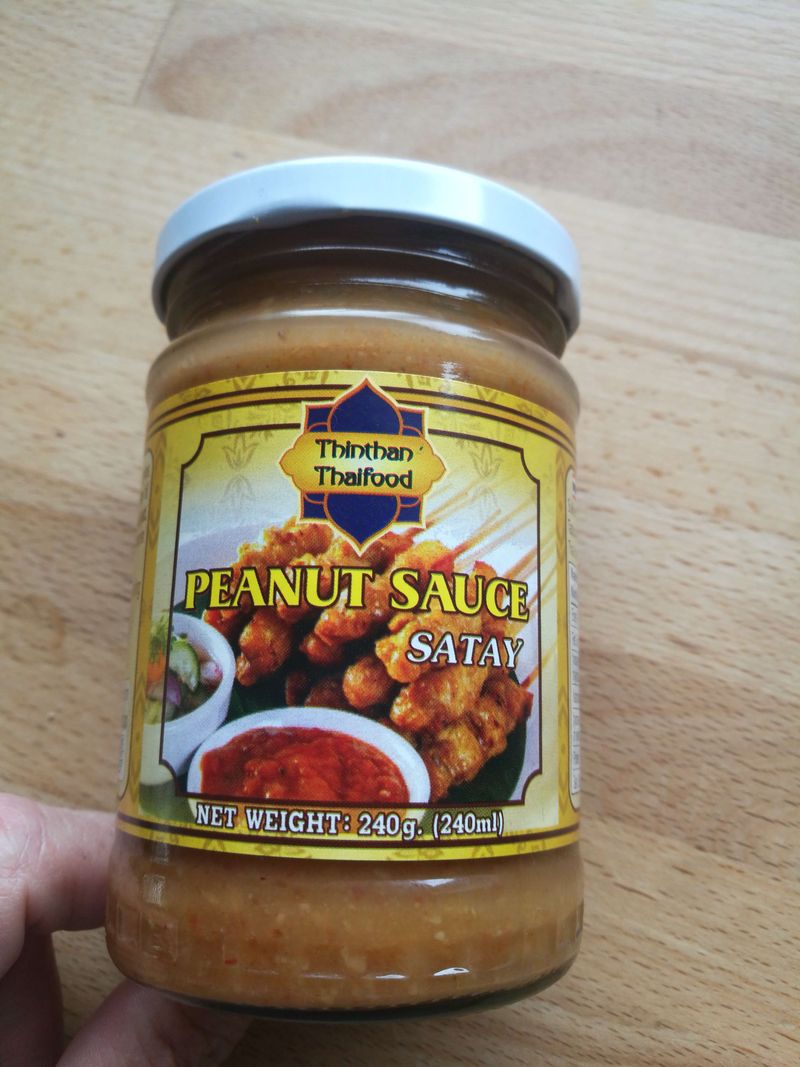 Thinthan
Thaifood
PEANUT SAUCE
SATAY
NET WEIGHT: 240g. (240ml)